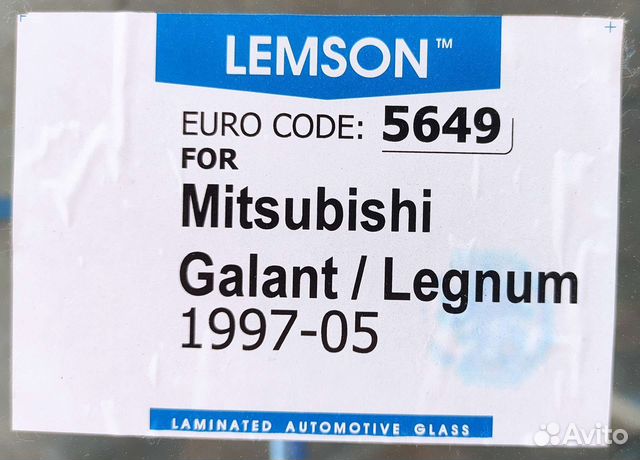 LEMSON™
EURO CODE: 5649
FOR
Mitsubishi
Galant / Legnum
1997-05
LAMINATED AUTOMOTIVE GLASS
Avito